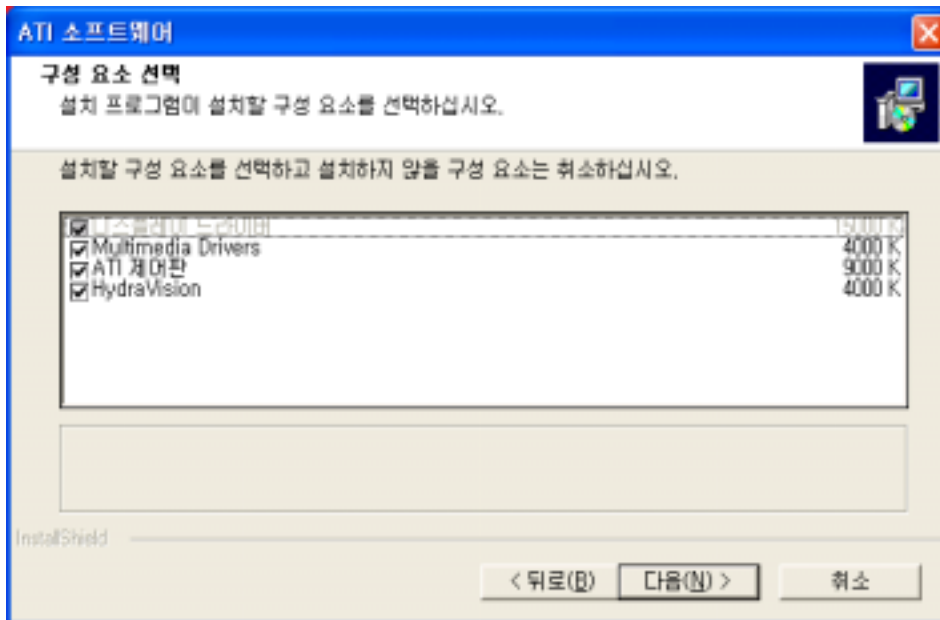 ATI 소프트웨어
구성 요소 선택
설치 프로그램이 설치할 구성 요소를 선택하십시오.
설치할 구성 요소를 선택하고 설치하지 않을 구성 요소는 취소하십시오.
디스플레이 드라이버 15000 K
Multimedia Drivers 4000 K
ATI 제어판 9000 K
HydraVision 4000 K
InstallShield
< 뒤로(B) 다음(N) > 취소